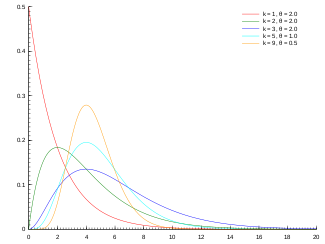 0.5
0.4
0.3
0.2
0.1
0
0 2 4 6 8 10 12 14 16 18 20
k = 1, θ = 2.0
k = 2, θ = 2.0
k = 3, θ = 2.0
k = 5, θ = 1.0
k = 9, θ = 0.5